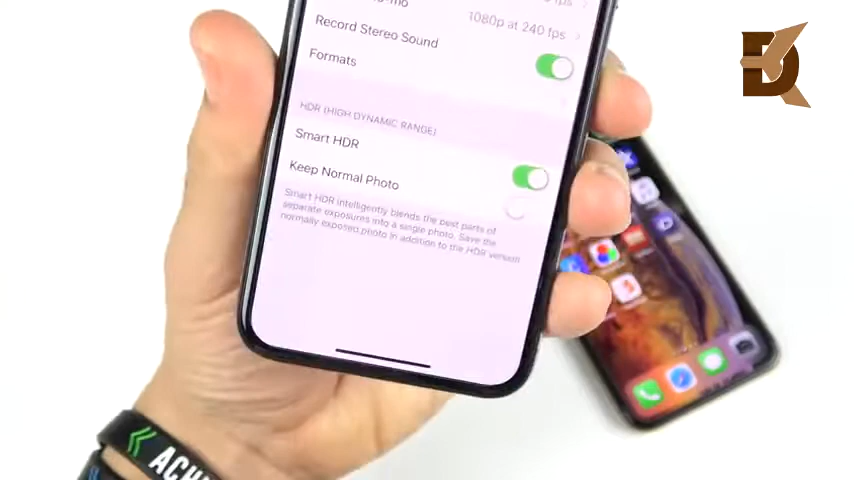 1080p at 240 fps
Record Stereo Sound
Formats
HDR (HIGH DYNAMIC RANGE)
Smart HDR
Keep Normal Photo
Smart HDR intelligently blends the best parts of
separate exposures into a single photo. Save the
normally exposed photo in addition to the HDR version
D